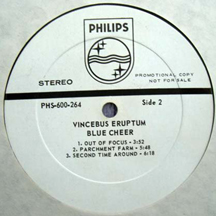 PHILIPS
STEREO
PROMOTIONAL COPY
NOT FOR SALE
PHS-600-264
Side 2
VINCEBUS ERUPTUM
BLUE CHEER
1. OUT OF FOCUS - 3:52
2. PARCHMENT FARM - 5:48
3. SECOND TIME AROUND - 6:18